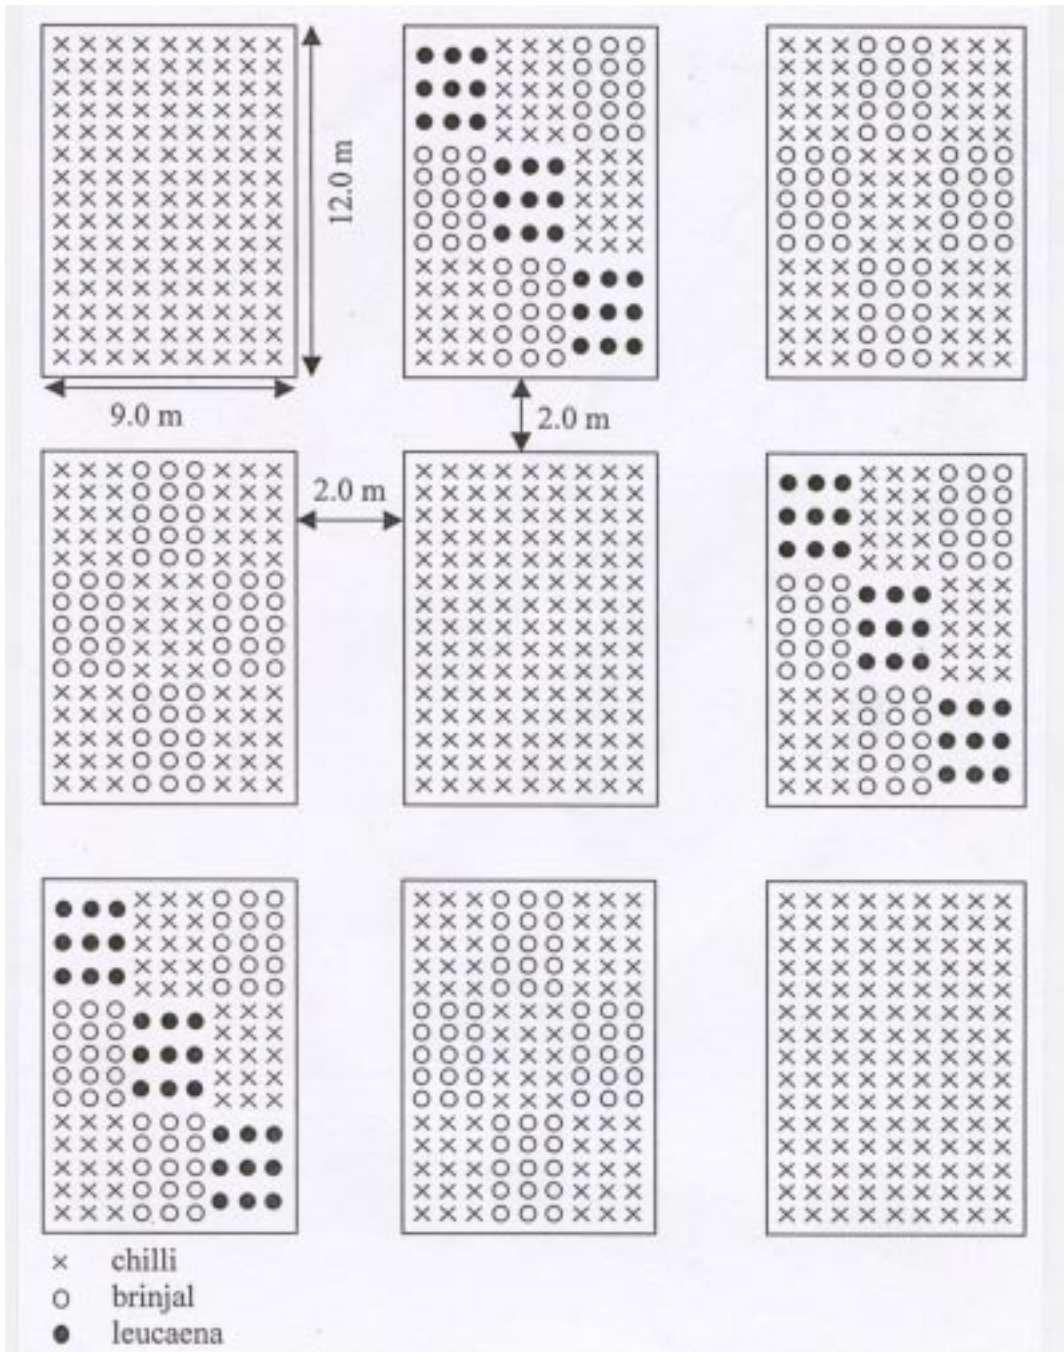 12.0 m
9.0 m
2.0 m
2.0 m
× chilli
○ brinjal
● leucaena